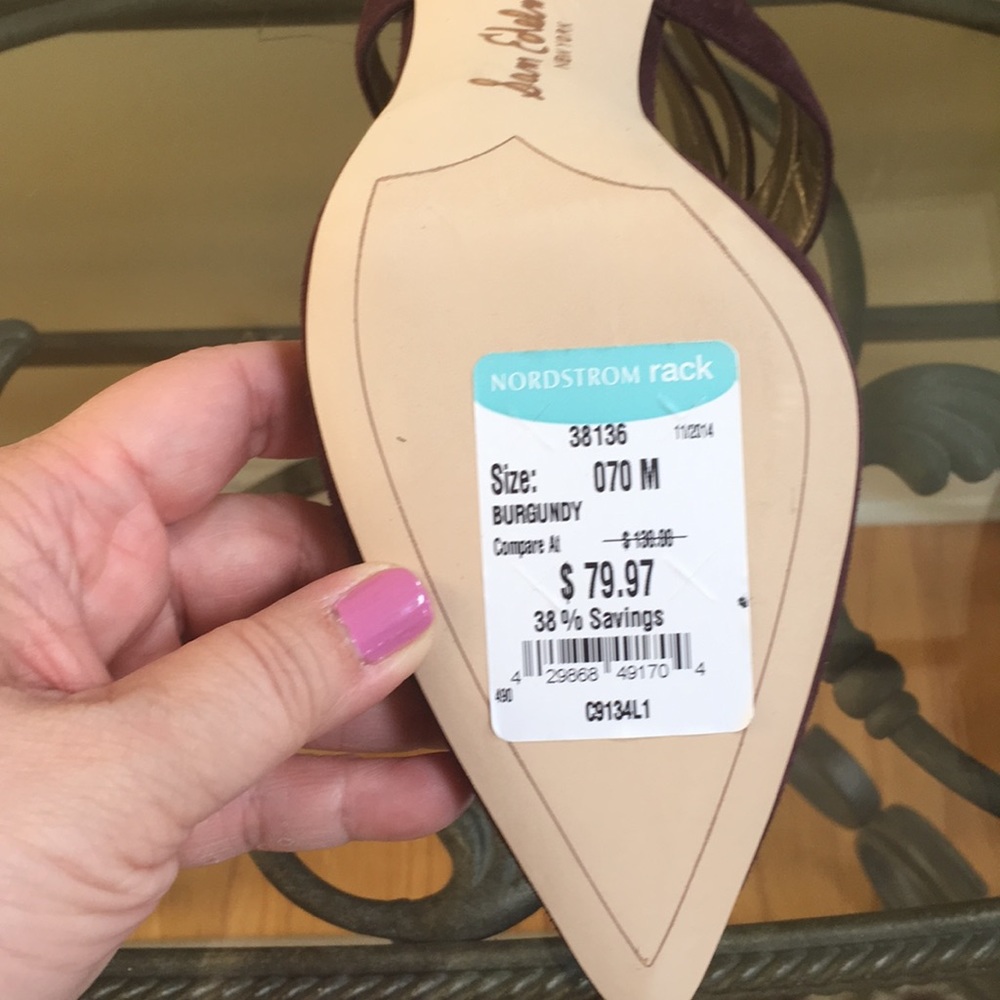 Sam Edelm
NEW YORK
NORDSTROM rack
38136 11/2014
Size: 070 M
BURGUNDY
Compare At
$ 79.97
38 % Savings
4 29868 49170 4
490
C9134L1